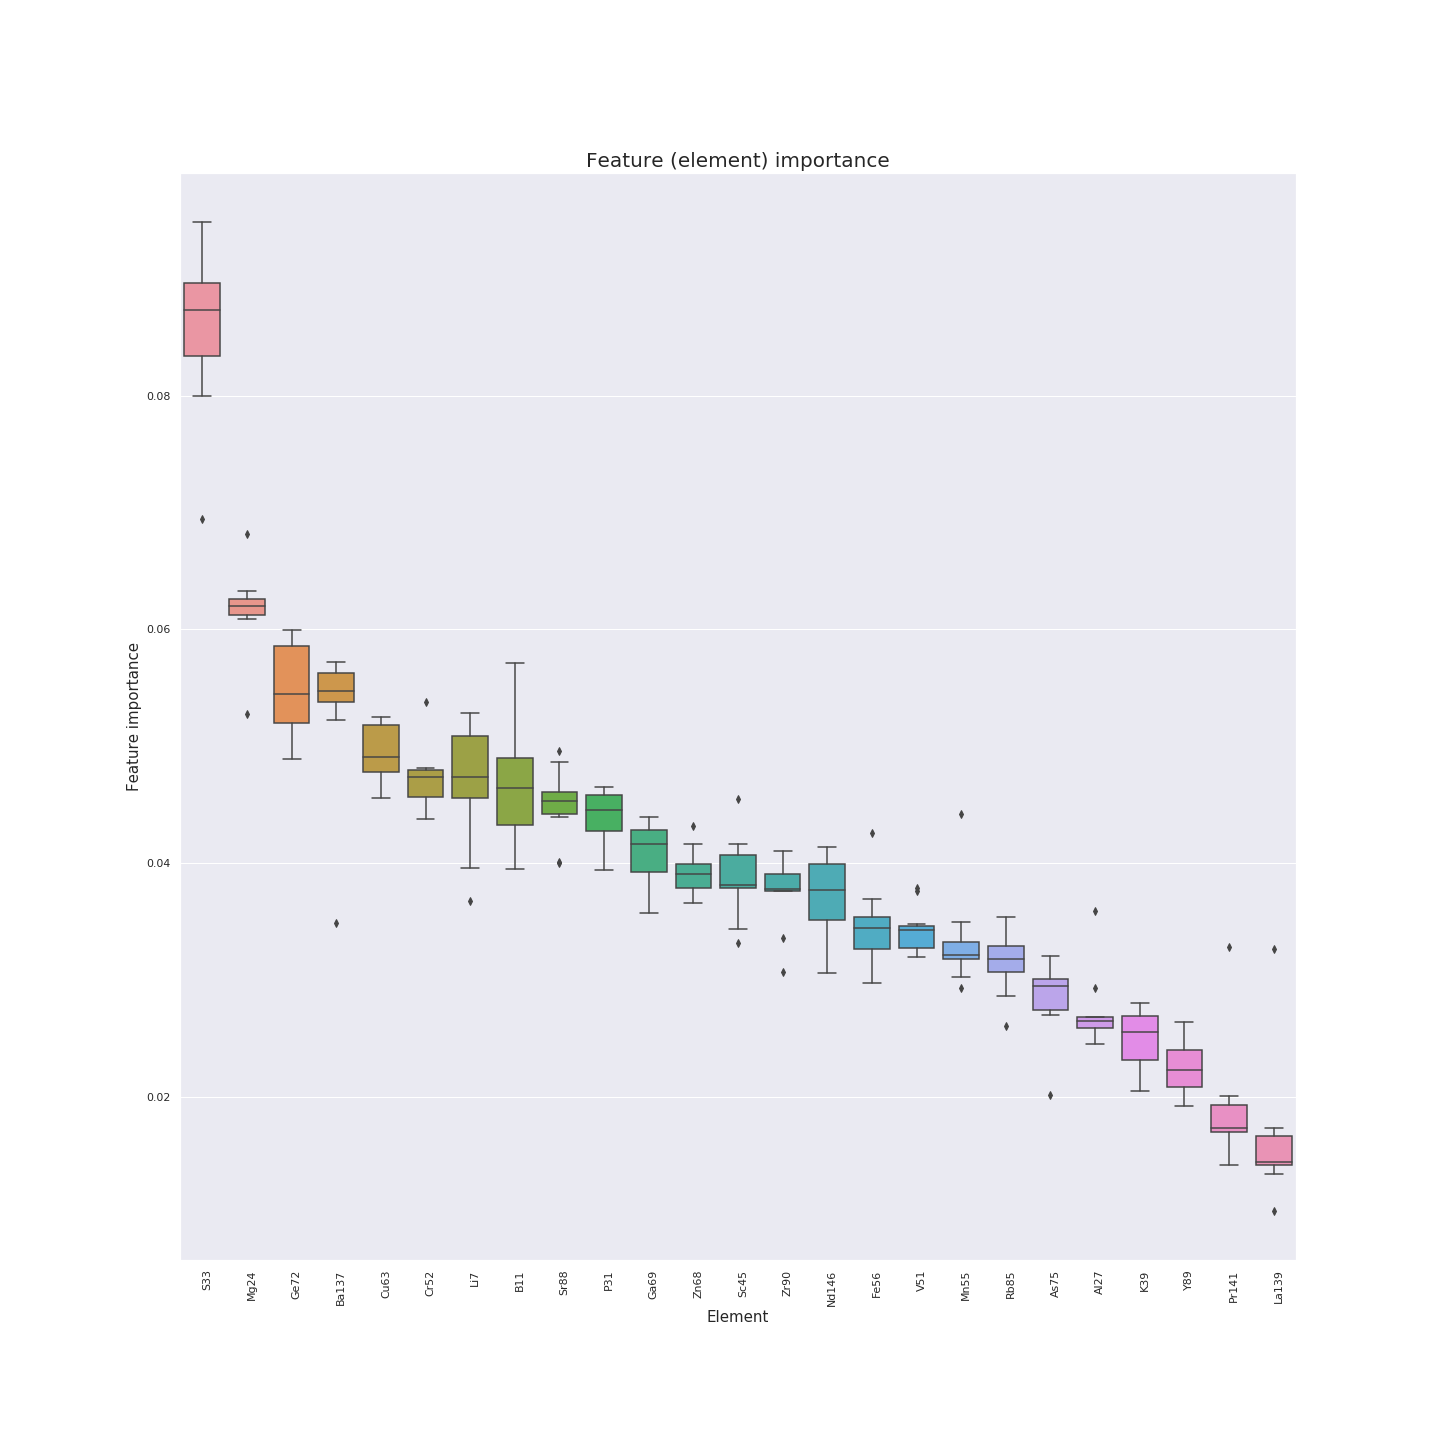 Feature (element) importance
Feature importance
0.08
0.06
0.04
0.02
S33
Mg24
Ge72
Ba137
Cu63
Cr52
Li7
B11
Sr88
P31
Ga69
Zn68
Sc45
Zr90
Nd146
Fe56
V51
Mn55
Rb85
As75
Al27
K39
Y89
Pr141
La139
Element